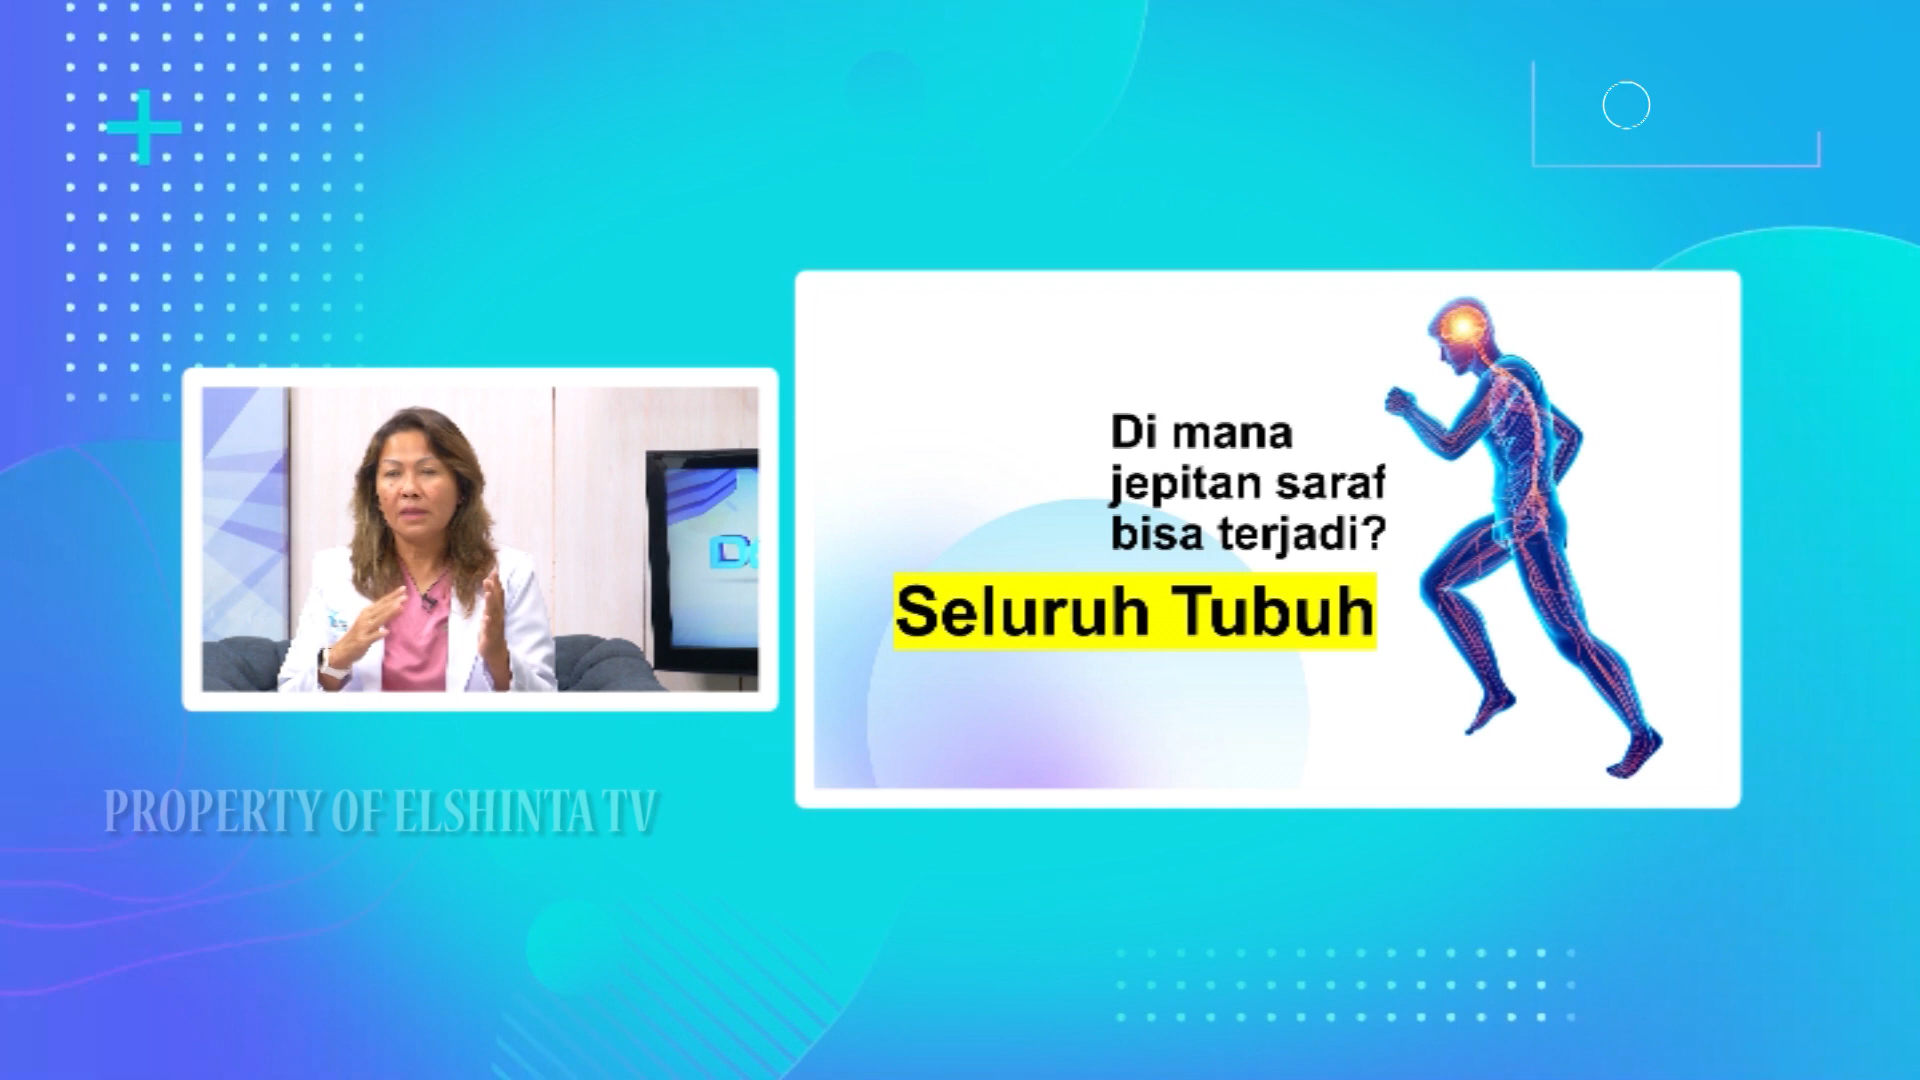 Di mana
jepitan saraf
bisa terjadi?
Seluruh Tubuh
PROPERTY OF ELSHINTA TV